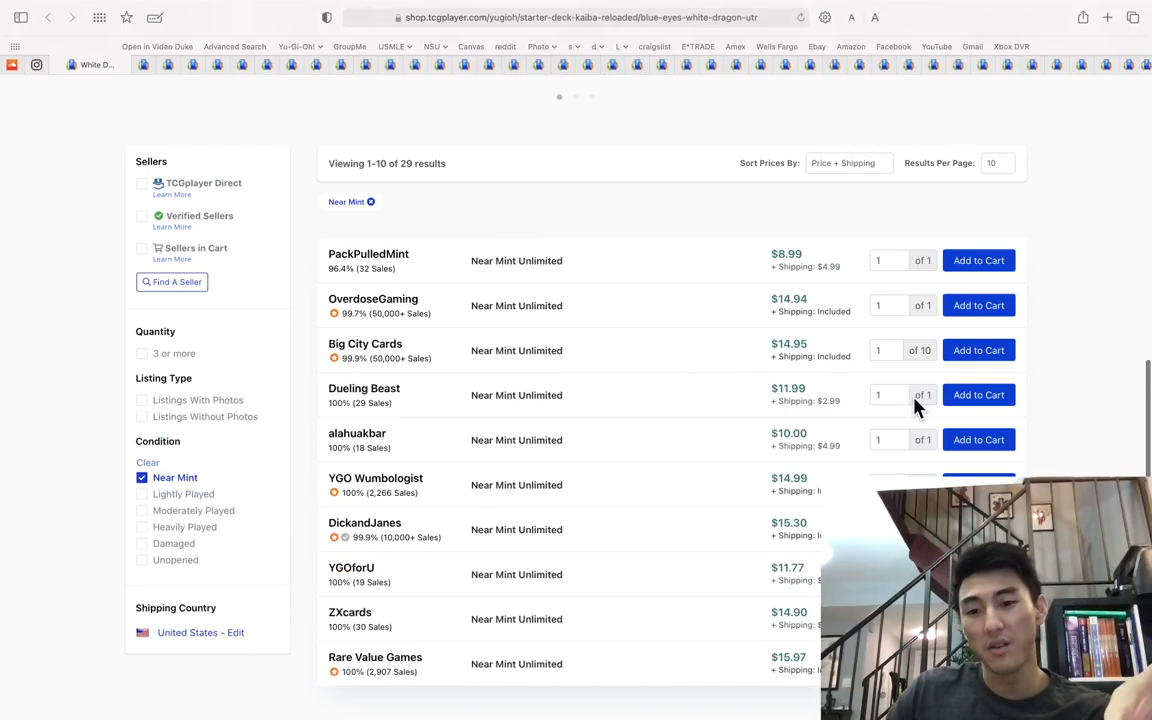 shop.tcgplayer.com/yugioh/starter-deck-kaiba-reloaded/blue-eyes-white-dragon-utr
A A
Open in Video Duke Advanced Search Yu-Gi-Oh! GroupMe USMLE NSU Canvas reddit Photo s d L craigslist E*TRADE Amex Wells Fargo Ebay Amazon Facebook YouTube Gmail Xbox DVR
White D...
Sellers
TCGplayer Direct
Learn More
Verified Sellers
Learn More
Sellers in Cart
Learn More
Find A Seller
Quantity
3 or more
Listing Type
Listings With Photos
Listings Without Photos
Condition
Clear
Near Mint
Lightly Played
Moderately Played
Heavily Played
Damaged
Unopened
Shipping Country
United States - Edit
Viewing 1-10 of 29 results
Sort Prices By: Price + Shipping Results Per Page: 10
Near Mint
PackPulledMint Near Mint Unlimited $8.99 1 of 1 Add to Cart
96.4% (32 Sales) + Shipping: $4.99
OverdoseGaming Near Mint Unlimited $14.94 1 of 1 Add to Cart
99.7% (50,000+ Sales) + Shipping: Included
Big City Cards Near Mint Unlimited $14.95 1 of 10 Add to Cart
99.9% (50,000+ Sales) + Shipping: Included
Dueling Beast Near Mint Unlimited $11.99 1 of 1 Add to Cart
100% (29 Sales) + Shipping: $2.99
alahuakbar Near Mint Unlimited $10.00 1 of 1 Add to Cart
100% (18 Sales) + Shipping: $4.99
YGO Wumbologist Near Mint Unlimited $14.99
100% (2,266 Sales) + Shipping:
DickandJanes Near Mint Unlimited $15.30
99.9% (10,000+ Sales) + Shipping:
YGOforU Near Mint Unlimited $11.77
100% (19 Sales) + Shipping:
ZXcards Near Mint Unlimited $14.90
100% (30 Sales) + Shipping:
Rare Value Games Near Mint Unlimited $15.97
100% (2,907 Sales) + Shipping: